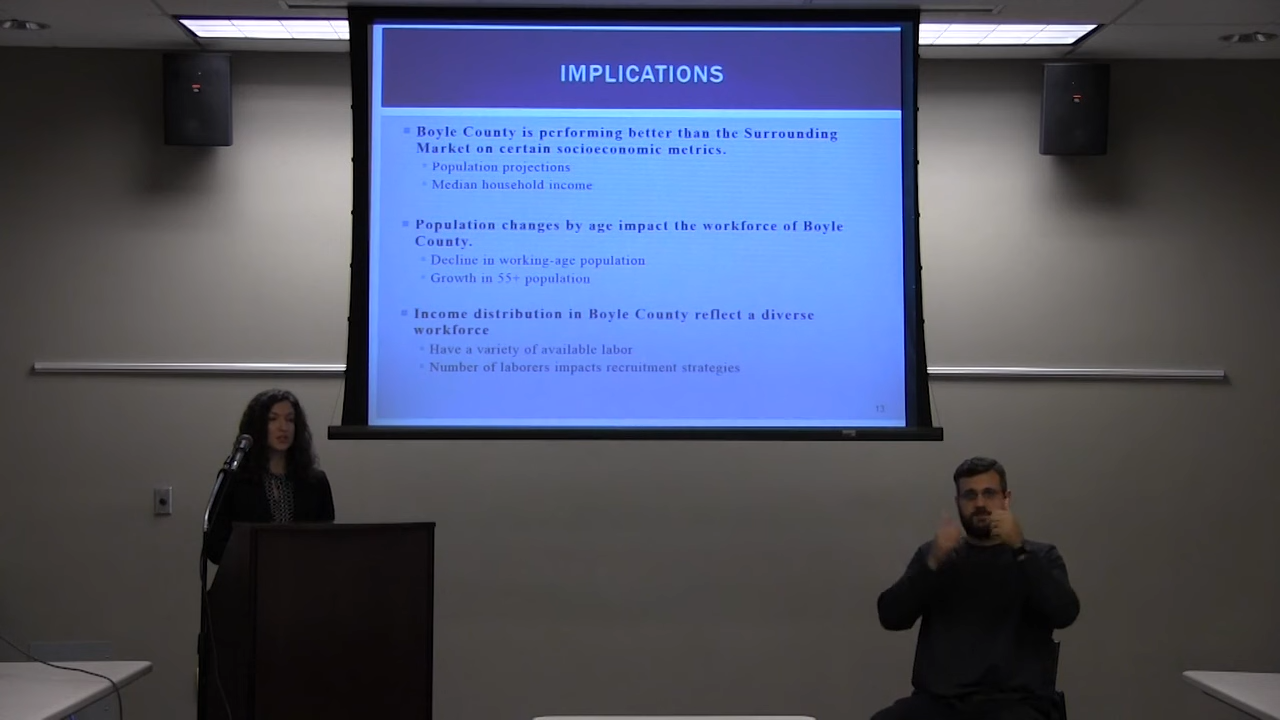 IMPLICATIONS
Boyle County is performing better than the Surrounding
Market on certain socioeconomic metrics.
Population projections
Median household income
Population changes by age impact the workforce of Boyle
County.
Decline in working-age population
Growth in 55+ population
Income distribution in Boyle County reflect a diverse
workforce
Have a variety of available labor
Number of laborers impacts recruitment strategies
13